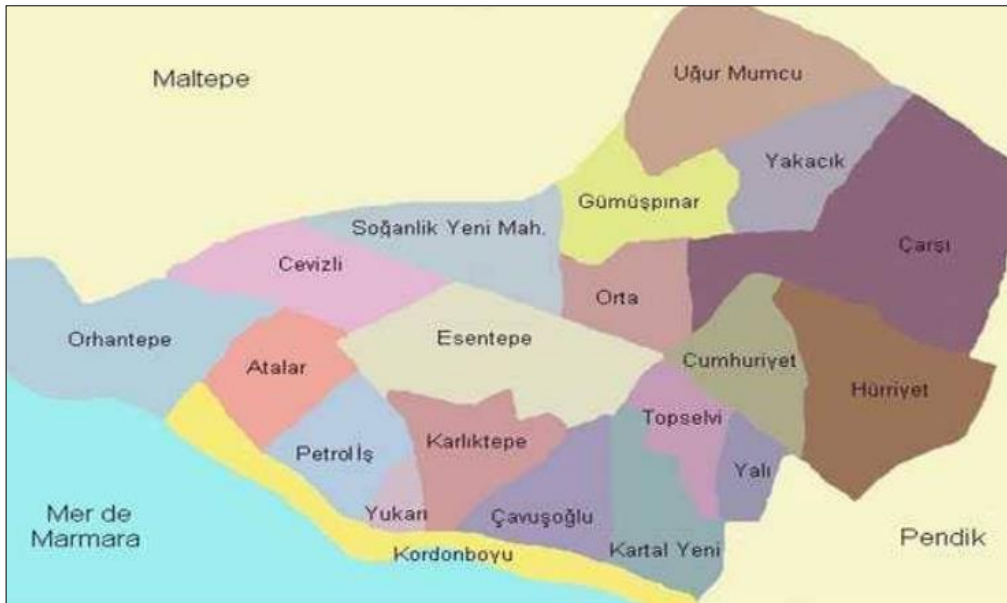 Maltepe
Uğur Mumcu
Yakacık
Gümüşpınar
Soğanlik Yeni Mah.
Çarşı
Cevizli
Orta
Orhantepe
Esentepe
Atalar
Cumhuriyet
Hürriyet
Topselvi
Karlıktepe
Petrol İş
Yalı
Yukarı
Çavuşoğlu
Mer de
Marmara
Kordonboyu
Kartal Yeni
Pendik